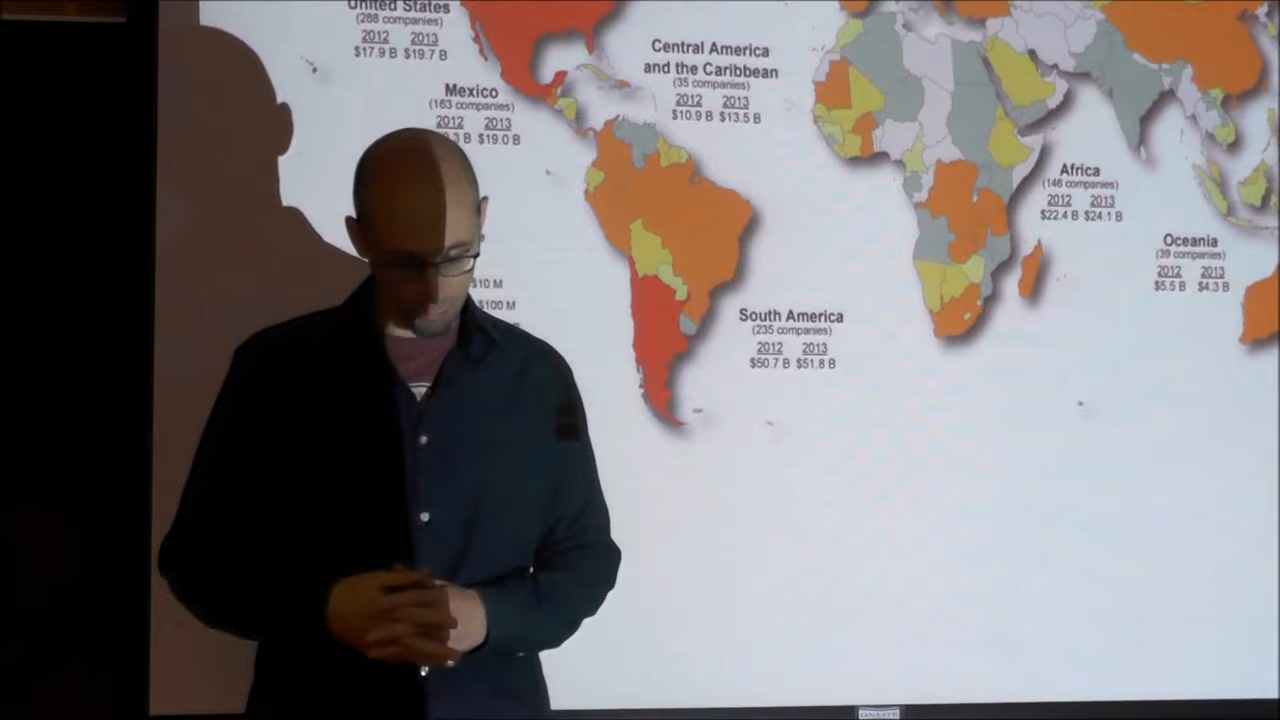 United States
(288 companies)
2012 2013
$17.9 B $19.7 B
Mexico
(163 companies)
2012 2013
.3 B $19.0 B
Central America
and the Caribbean
(35 companies)
2012 2013
$10.9 B $13.5 B
Africa
(146 companies)
2012 2013
$22.4 B $24.1 B
Oceania
(39 companies)
2012 2013
$5.5 B $4.3 B
$10 M
$100 M
South America
(235 companies)
2012 2013
$50.7 B $51.8 B